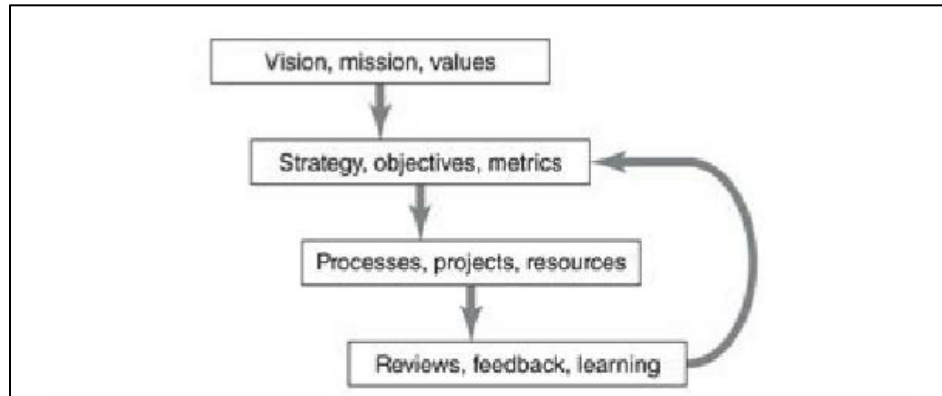 Vision, mission, values
Strategy, objectives, metrics
Processes, projects, resources
Reviews, feedback, learning